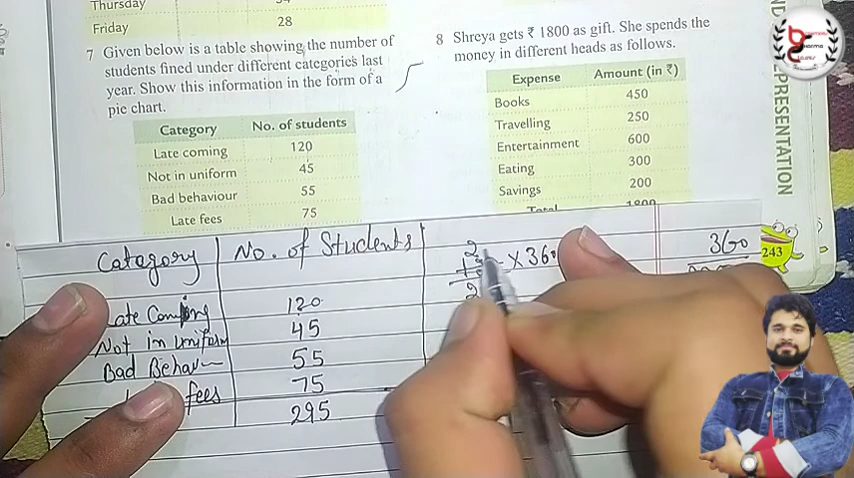 Thursday
Friday 28
7 Given below is a table showing the number of
students fined under different categories last
year. Show this information in the form of a
pie chart.
Category No. of students
Late coming 120
Not in uniform 45
Bad behaviour 55
Late fees 75
8 Shreya gets ₹ 1800 as gift. She spends the
money in different heads as follows.
Expense Amount (in ₹)
Books 450
Travelling 250
Entertainment 600
Eating 300
Savings 200
Total 1800
243
Category No. of Students
Late Coming 120
Not in Uniform 45
Bad 55
fees 75
295
2
× 360
360